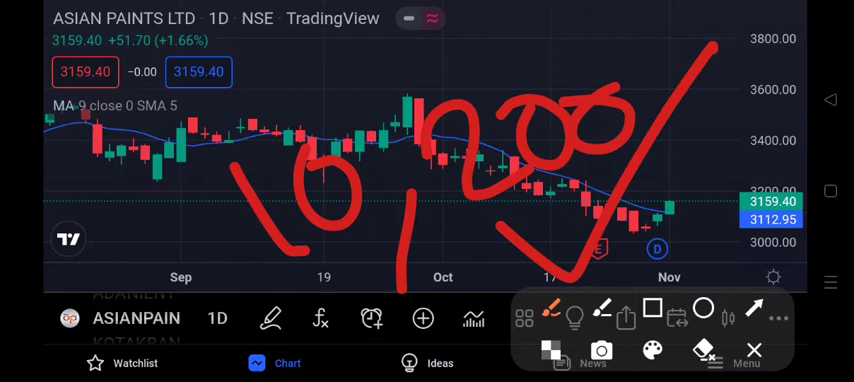 ASIAN PAINTS LTD · 1D · NSE · TradingView
3159.40 +51.70 (+1.66%)
3159.40 −0.00 3159.40
MA 9 close 0 SMA 5
3800.00
3600.00
3400.00
3200.00
3159.40
3112.95
3000.00
E D
Sep 19 Oct 17 Nov
ADANIENT
ASIANPAIN 1D
KOTAKBAN
Watchlist Chart Ideas News Menu